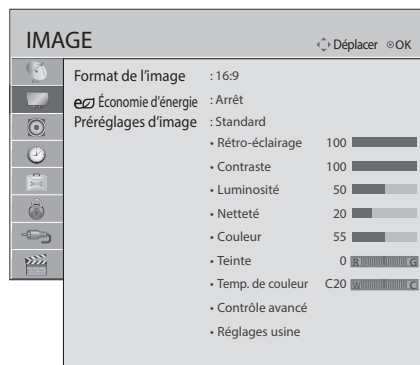 IMAGE
Déplacer OK
Format de l'image : 16:9
Économie d'énergie : Arrêt
Préréglages d'image : Standard
• Rétro-éclairage 100
• Contraste 100
• Luminosité 50
• Netteté 20
• Couleur 55
• Teinte 0 R G
• Temp. de couleur C20 W C
• Contrôle avancé
• Réglages usine